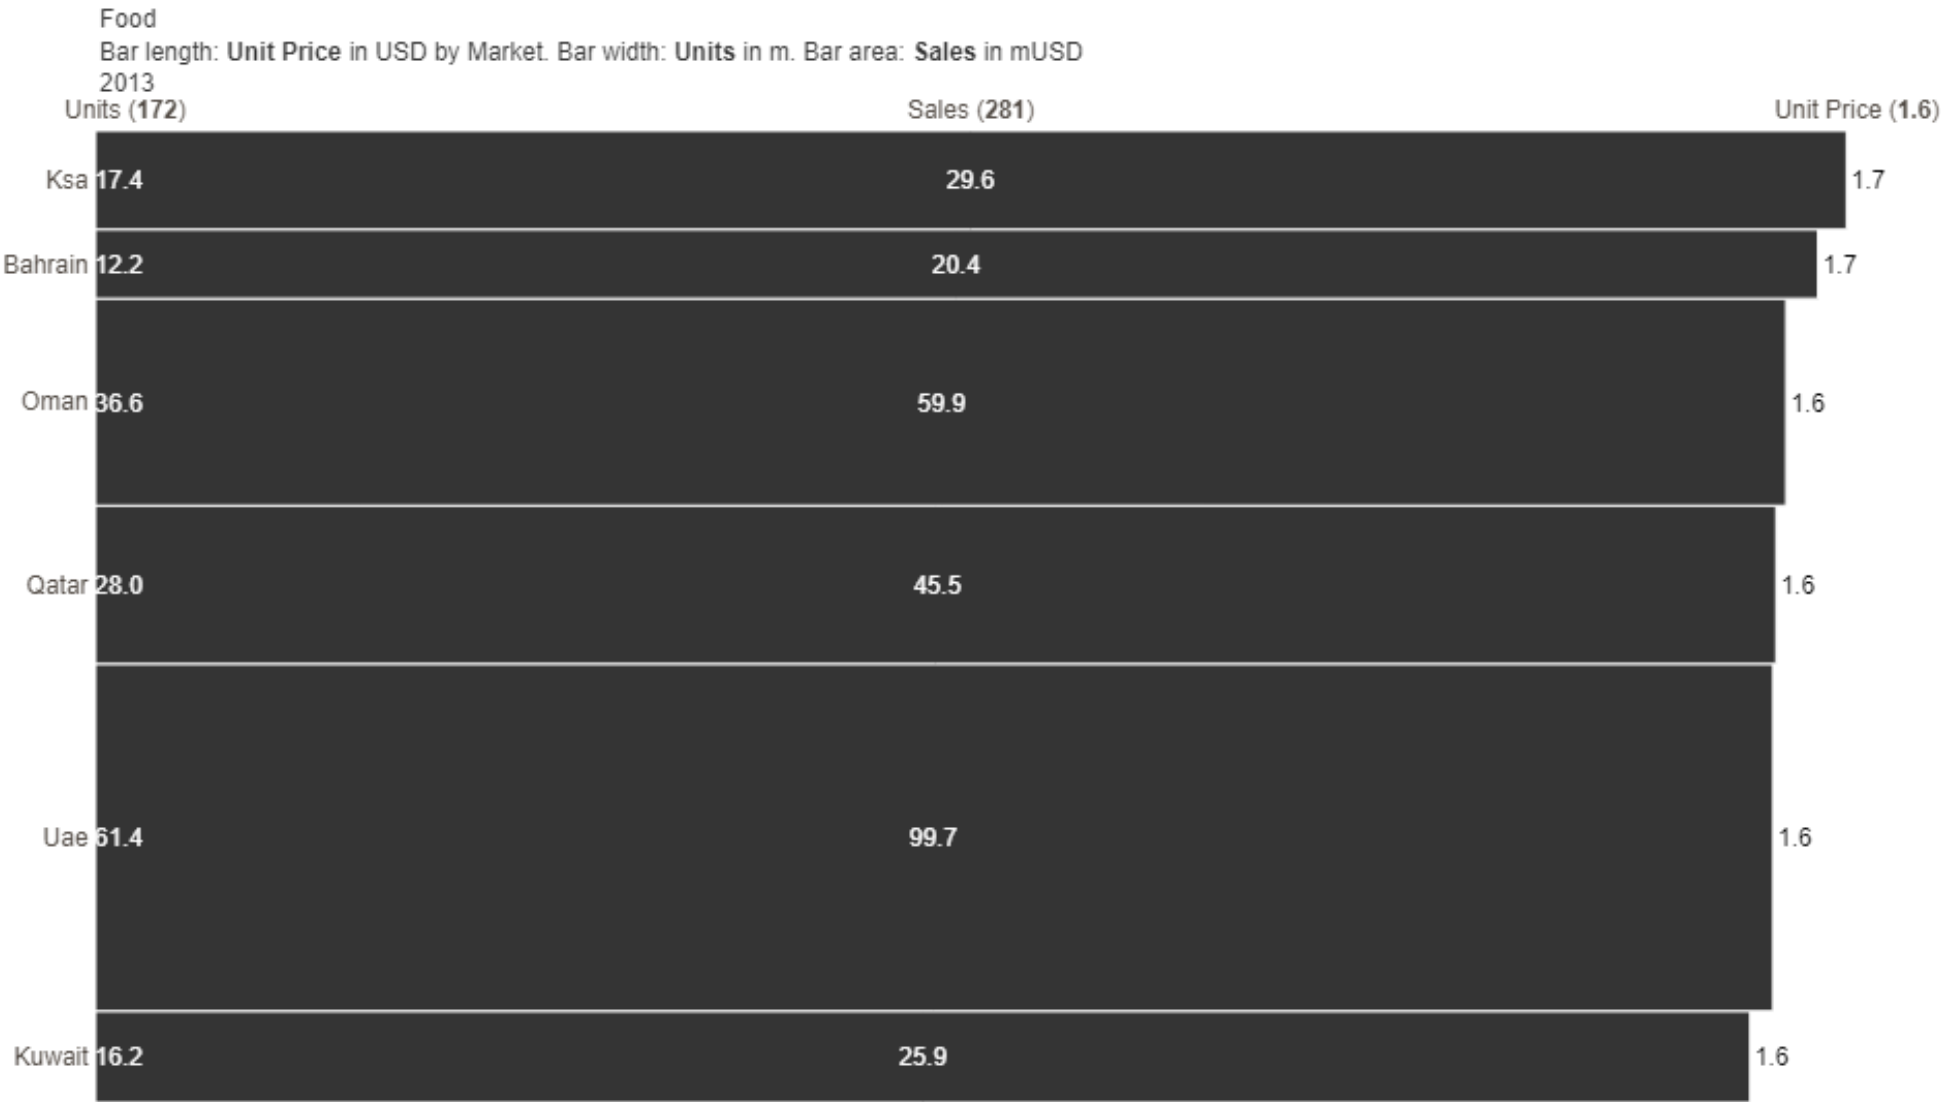 Food
Bar length: Unit Price in USD by Market. Bar width: Units in m. Bar area: Sales in mUSD
2013
Units (172) Sales (281) Unit Price (1.6)
Ksa 17.4 29.6 1.7
Bahrain 12.2 20.4 1.7
Oman 36.6 59.9 1.6
Qatar 28.0 45.5 1.6
Uae 61.4 99.7 1.6
Kuwait 16.2 25.9 1.6